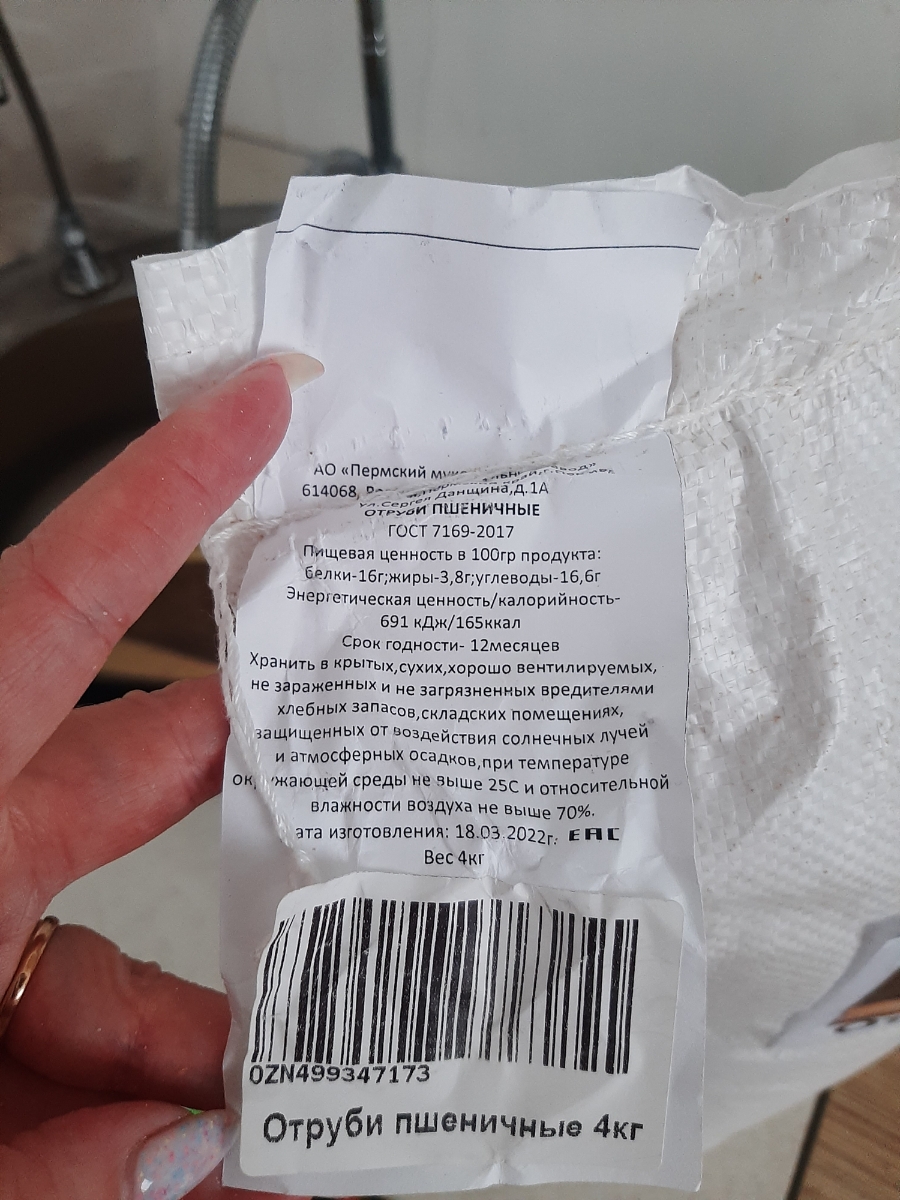 АО «Пермский
614068,
ул.Сергея Данщина,д.1А
ОТРУБИ ПШЕНИЧНЫЕ
ГОСТ 7169-2017
Пищевая ценность в 100гр продукта:
белки-16г;жиры-3,8г;углеводы-16,6г
Энергетическая ценность/калорийность-
691 кДж/165ккал
Срок годности- 12месяцев
Хранить в крытых,сухих,хорошо вентилируемых,
не зараженных и не загрязненных вредителями
хлебных запасов,складских помещениях,
защищенных от воздействия солнечных лучей
и атмосферных осадков,при температуре
окружающей среды не выше 25С и относительной
влажности воздуха не выше 70%.
ата изготовления: 18.03.2022г. ЕАС
Вес 4кг
OZN499347173
Отруби пшеничные 4кг